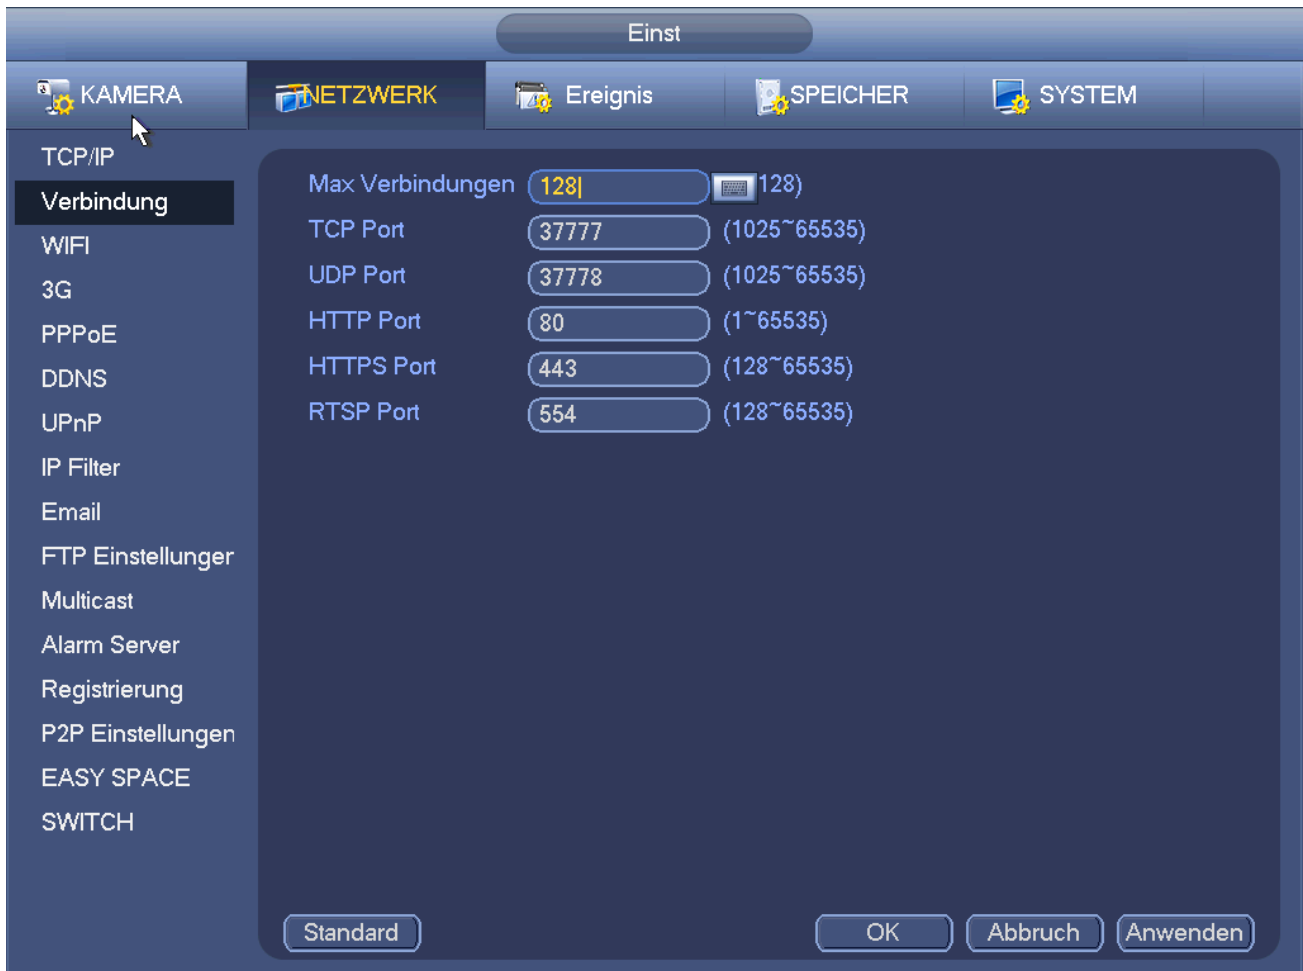 Einst
KAMERA NETZWERK Ereignis SPEICHER SYSTEM
TCP/IP
Verbindung
WIFI
3G
PPPoE
DDNS
UPnP
IP Filter
Email
FTP Einstellunger
Multicast
Alarm Server
Registrierung
P2P Einstellungen
EASY SPACE
SWITCH
Max Verbindungen 128 128)
TCP Port 37777 (1025~65535)
UDP Port 37778 (1025~65535)
HTTP Port 80 (1~65535)
HTTPS Port 443 (128~65535)
RTSP Port 554 (128~65535)
Standard OK Abbruch Anwenden